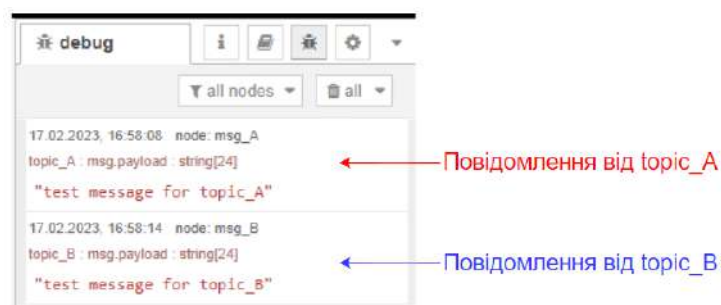 debug
i
all nodes
all
17.02.2023, 16:58:08 node: msg_A
topic_A : msg.payload : string[24]
"test message for topic_A"
Повідомлення від topic_A
17.02.2023, 16:58:14 node: msg_B
topic_B : msg.payload : string[24]
"test message for topic_B"
Повідомлення від topic_B